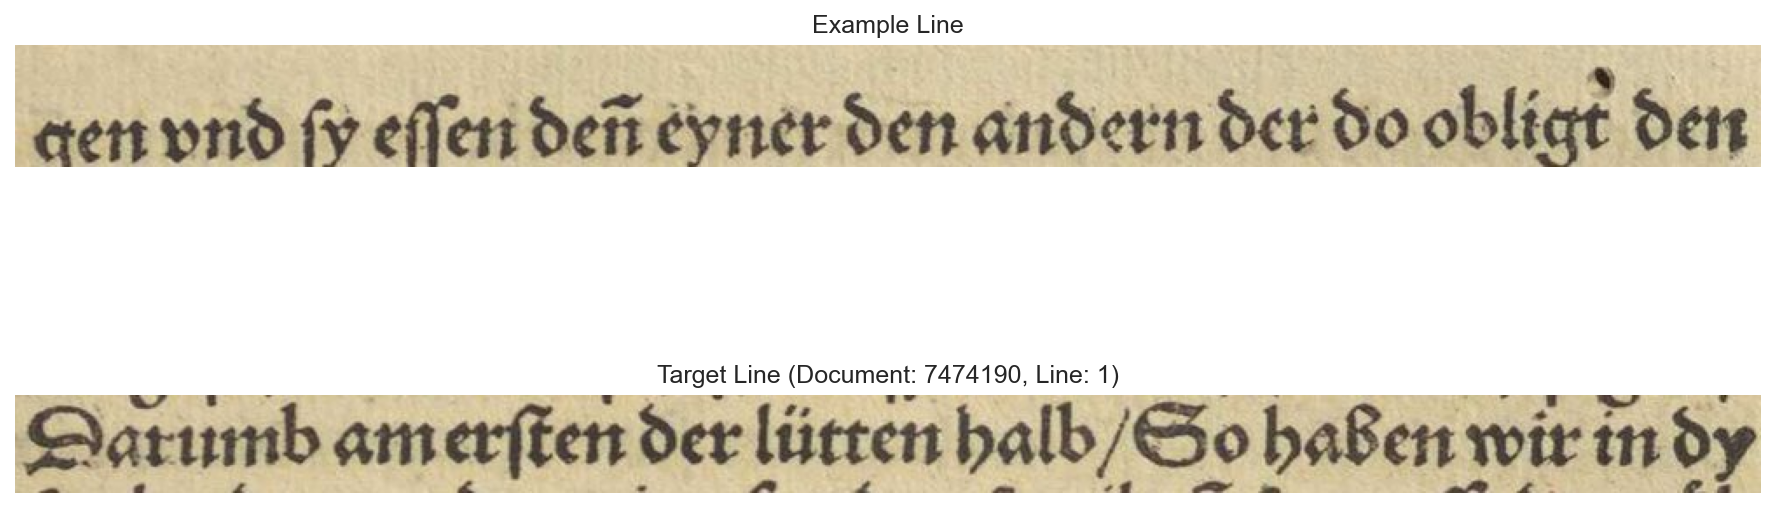 Example Line
gen vnd ſy eſſen deñ eyner den andern der do obligt den
Target Line (Document: 7474190, Line: 1)
Darumb am erſten der lütten halb/So haben wir in dy